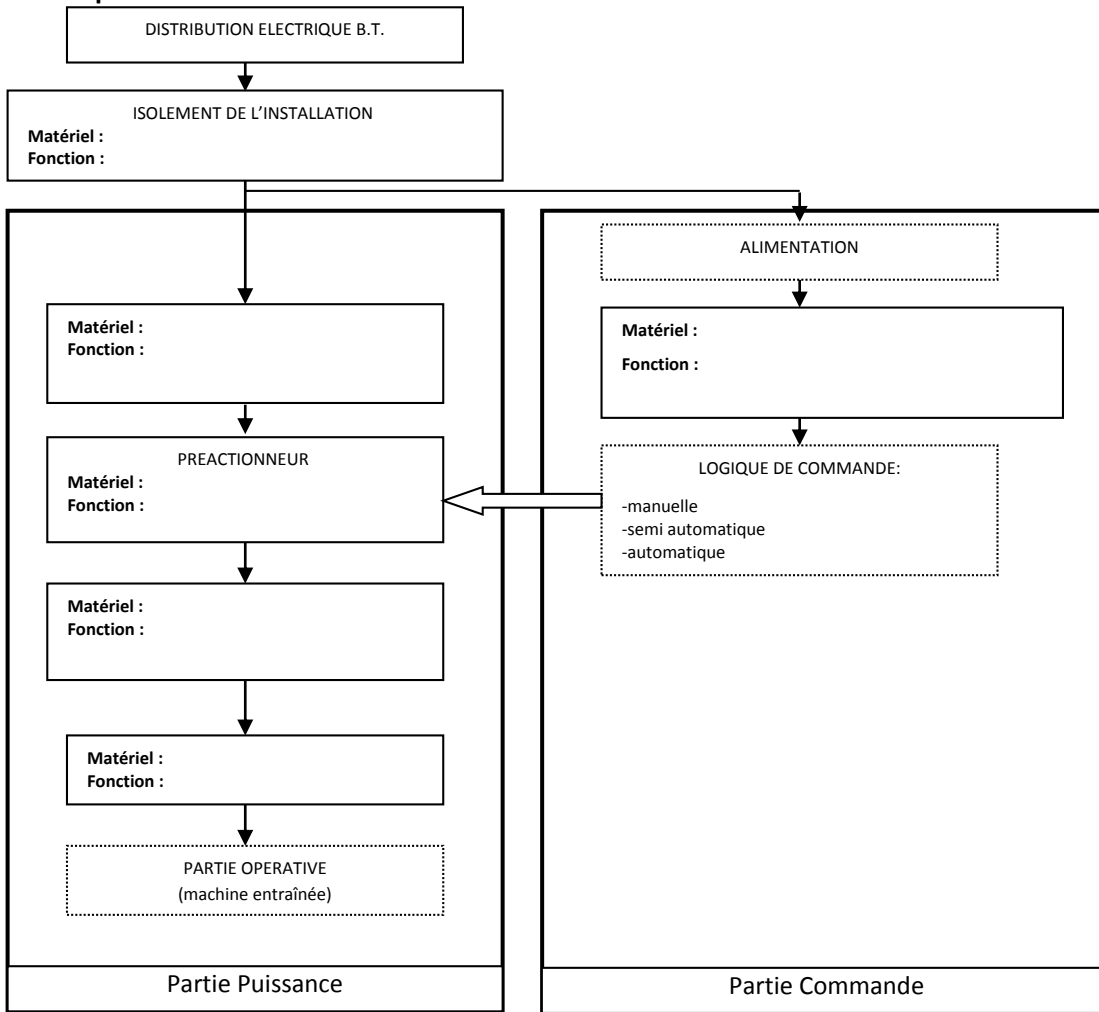 DISTRIBUTION ELECTRIQUE B.T.
ISOLEMENT DE L'INSTALLATION
Matériel :
Fonction :
Matériel :
Fonction :
PREACTIONNEUR
Matériel :
Fonction :
Matériel :
Fonction :
Matériel :
Fonction :
PARTIE OPERATIVE
(machine entraînée)
Partie Puissance
ALIMENTATION
Matériel :
Fonction :
LOGIQUE DE COMMANDE:
-manuelle
-semi automatique
-automatique
Partie Commande